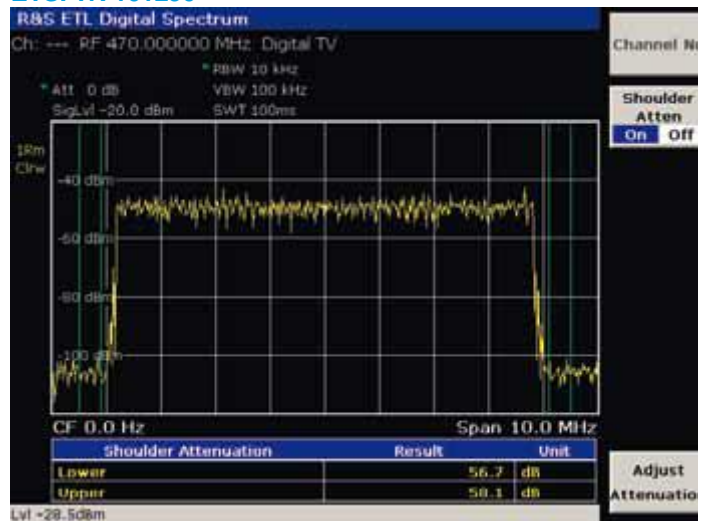 R&S ETL Digital Spectrum
Ch: --- RF 470.000000 MHz Digital TV
* RBW 10 kHz
* Att 0 dB VBW 100 kHz
SigLvl -20.0 dBm SWT 100ms
1Rm
Clrw
-40 dBm
-60 dBm
-80 dBm
-100 dBm
CF 0.0 Hz Span 10.0 MHz
Shoulder Attenuation Result Unit
Lower 56.7 dB
Upper 58.1 dB
Lvl -28.5dBm
Channel
Shoulder
Atten
On Off
Adjust